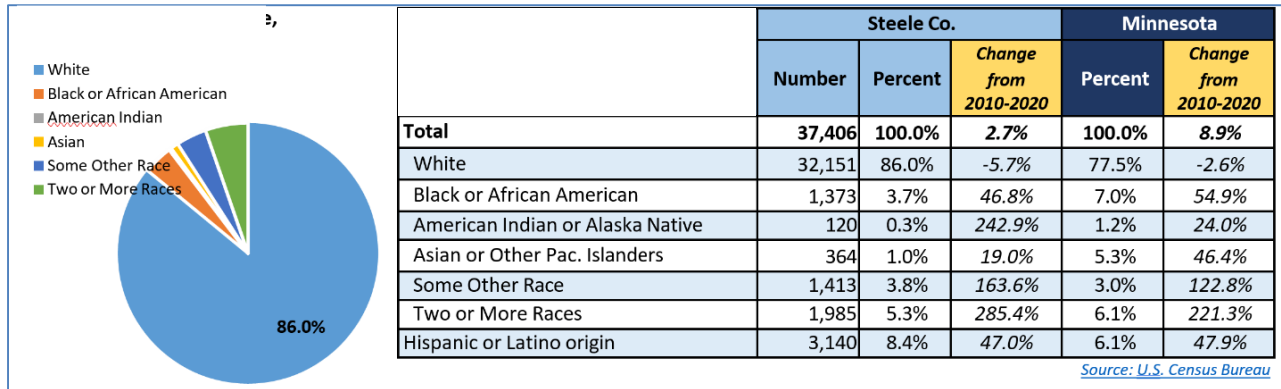 e,
White
Black or African American
American Indian
Asian
Some Other Race
Two or More Races
86.0%
Steele Co. Minnesota
Number Percent Change from 2010-2020 Percent Change from 2010-2020
Total 37,406 100.0% 2.7% 100.0% 8.9%
White 32,151 86.0% -5.7% 77.5% -2.6%
Black or African American 1,373 3.7% 46.8% 7.0% 54.9%
American Indian or Alaska Native 120 0.3% 242.9% 1.2% 24.0%
Asian or Other Pac. Islanders 364 1.0% 19.0% 5.3% 46.4%
Some Other Race 1,413 3.8% 163.6% 3.0% 122.8%
Two or More Races 1,985 5.3% 285.4% 6.1% 221.3%
Hispanic or Latino origin 3,140 8.4% 47.0% 6.1% 47.9%
Source: U.S. Census Bureau